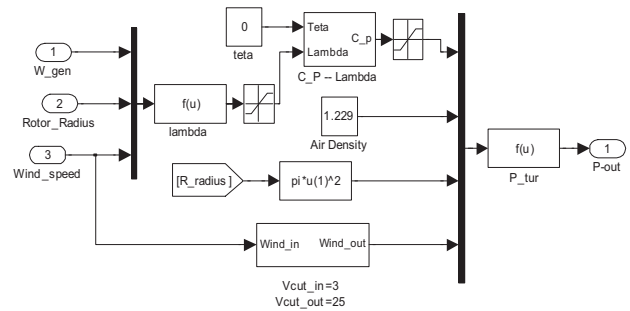 1
W_gen
2
Rotor_Radius
3
Wind_speed
f(u)
lambda
0
teta
Teta
Lambda
C_p
C_P -- Lambda
1.229
Air Density
[R_radius ]
pi*u(1)^2
Wind_in
Wind_out
Vcut_in=3
Vcut_out=25
f(u)
P_tur
1
P-out